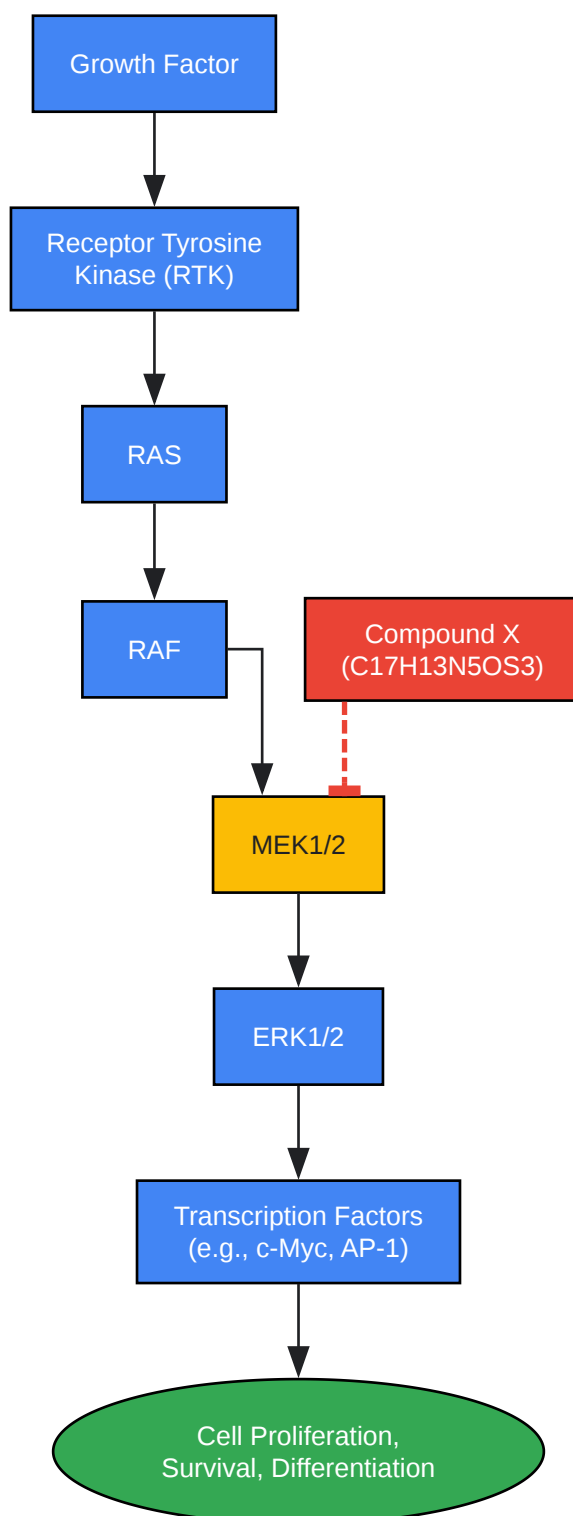 Growth Factor
Receptor Tyrosine
Kinase (RTK)
RAS
RAF
Compound X
(C17H13N5OS3)
MEK1/2
ERK1/2
Transcription Factors
(e.g., c-Myc, AP-1)
Cell Proliferation,
Survival, Differentiation